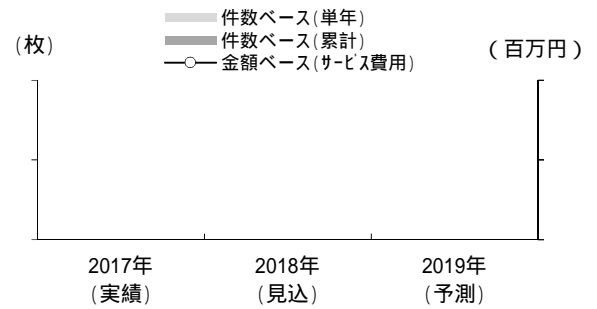 件数ベース(単年)
件数ベース(累計)
金額ベース(ｻｰﾋﾞｽ費用)
(枚)
(百万円)
2017年
(実績)
2018年
(見込)
2019年
(予測)